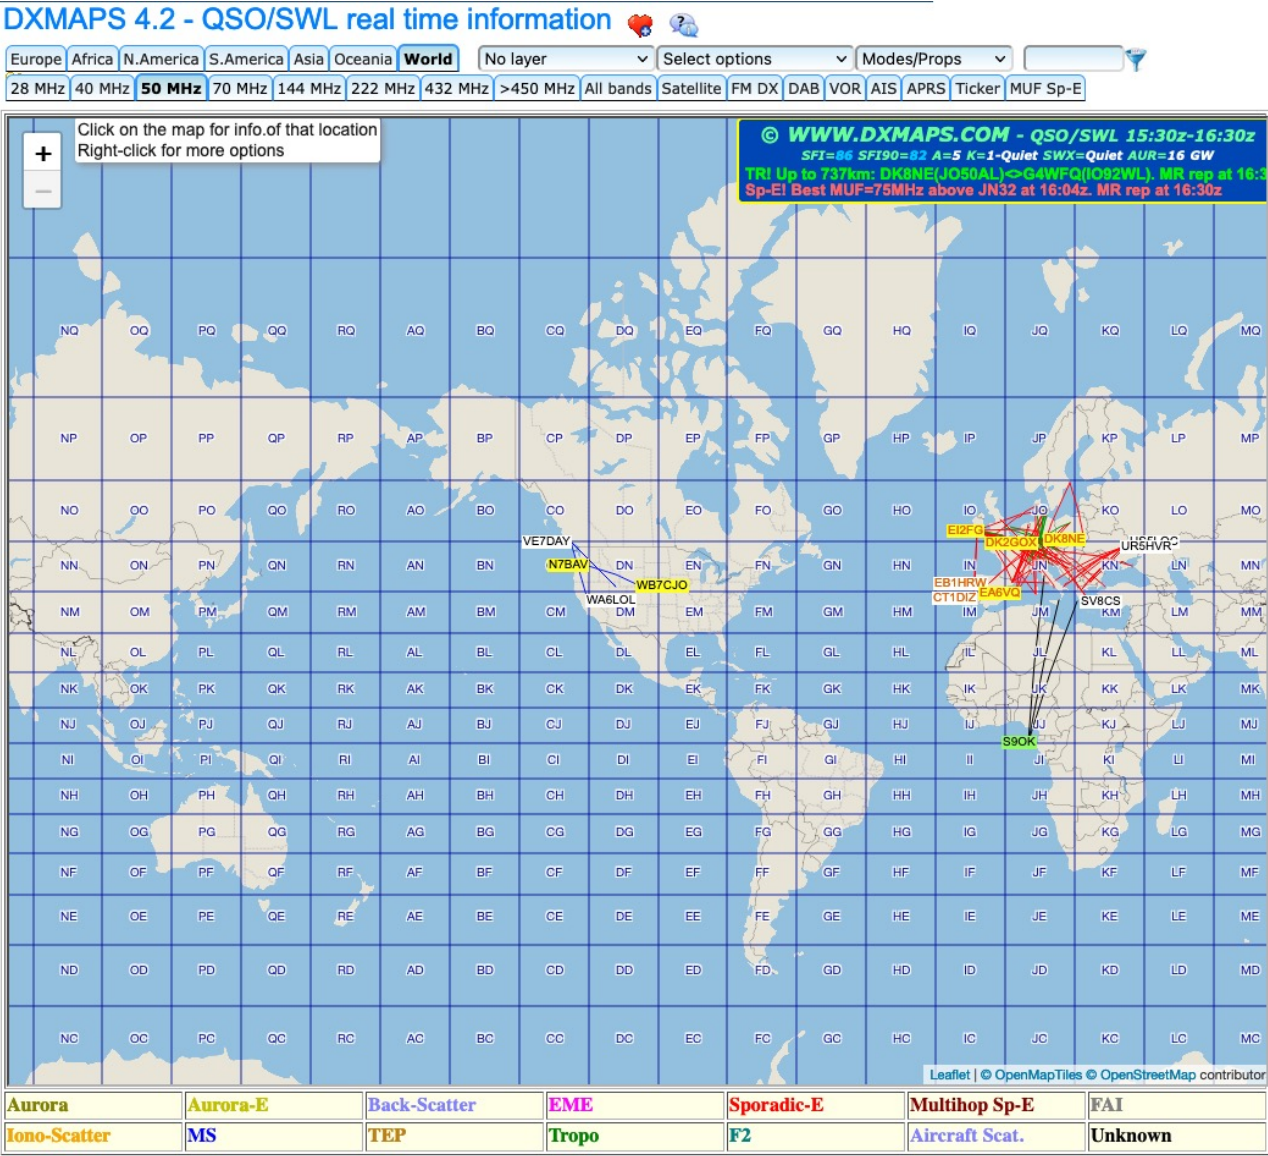 DXMAPS 4.2 - QSO/SWL real time information
Europe Africa N.America S.America Asia Oceania World No layer Select options Modes/Props
28 MHz 40 MHz 50 MHz 70 MHz 144 MHz 222 MHz 432 MHz >450 MHz All bands Satellite FM DX DAB VOR AIS APRS Ticker MUF Sp-E
+
−
Click on the map for info.of that location
Right-click for more options
© WWW.DXMAPS.COM - QSO/SWL 15:30z-16:30z
SFI=86 SFI90=82 A=5 K=1-Quiet SWX=Quiet AUR=16 GW
TR! Up to 737km: DK8NE(JO50AL)<>G4WFQ(IO92WL). MR rep at 16:3
Sp-E! Best MUF=75MHz above JN32 at 16:04z. MR rep at 16:30z
NQ OQ PQ QQ RQ AQ BQ CQ DQ EQ FQ GQ HQ IQ JQ KQ LQ MQ
NP OP PP QP RP AP BP CP DP EP FP GP HP IP JP KP LP MP
NO OO PO QO RO AO BO CO DO EO FO GO HO IO JO KO LO MO
EI2FG
VE7DAY DK2GOX DK8NE UR5HVR
NN ON PN QN RN AN BN N7BAV DN EN FN GN HN IN JN KN LN MN
WB7CJO EB1HRW
WA6LOL CT1DIZ EA6VQ SV8CS
NM OM PM QM RM AM BM CM DM EM FM GM HM IM JM KM LM MM
NL OL PL QL RL AL BL CL DL EL FL GL HL IL JL KL LL ML
NK OK PK QK RK AK BK CK DK EK FK GK HK IK JK KK LK MK
NJ OJ PJ QJ RJ AJ BJ CJ DJ EJ FJ GJ HJ IJ JJ KJ LJ MJ
S9OK
NI OI PI QI RI AI BI CI DI EI FI GI HI II JI KI LI MI
NH OH PH QH RH AH BH CH DH EH FH GH HH IH JH KH LH MH
NG OG PG QG RG AG BG CG DG EG FG GG HG IG JG KG LG MG
NF OF PF QF RF AF BF CF DF EF FF GF HF IF JF KF LF MF
NE OE PE QE RE AE BE CE DE EE FE GE HE IE JE KE LE ME
ND OD PD QD RD AD BD CD DD ED FD GD HD ID JD KD LD MD
NC OC PC QC RC AC BC CC DC EC FC GC HC IC JC KC LC MC
Leaflet | © OpenMapTiles © OpenStreetMap contributor
Aurora Aurora-E Back-Scatter EME Sporadic-E Multihop Sp-E FAI
Iono-Scatter MS TEP Tropo F2 Aircraft Scat. Unknown